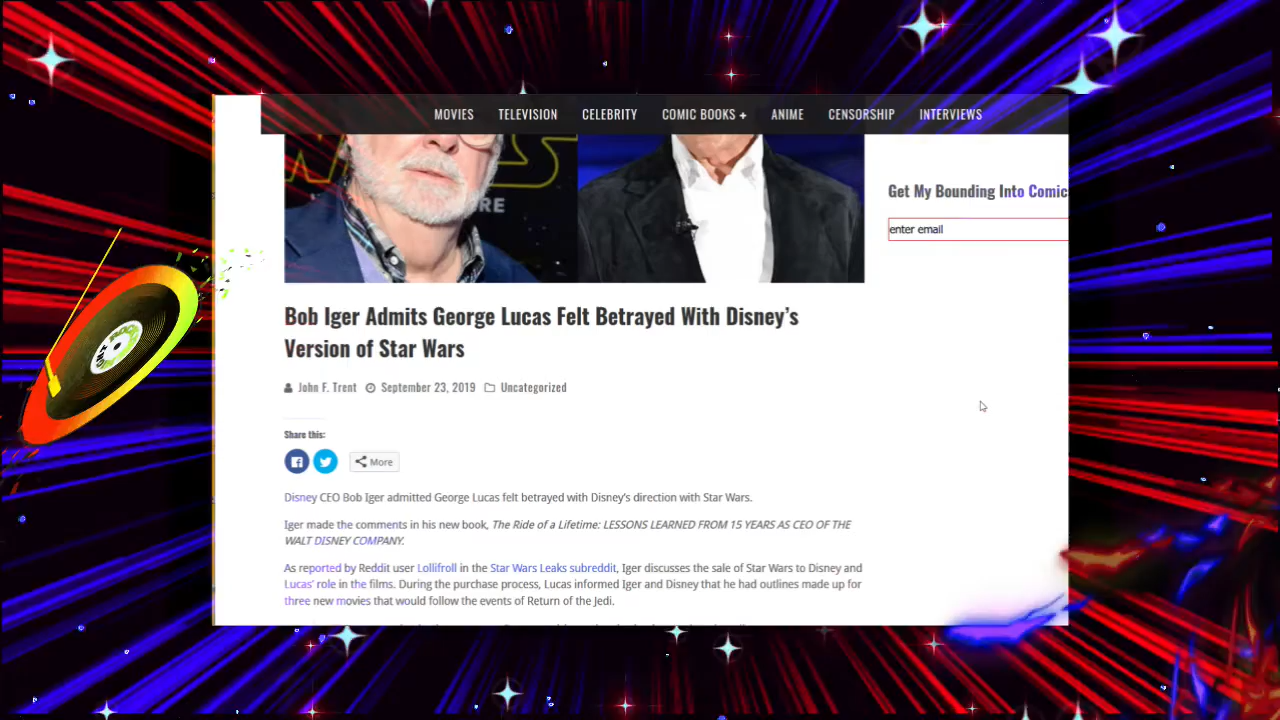 MOVIES TELEVISION CELEBRITY COMIC BOOKS + ANIME CENSORSHIP INTERVIEWS
RE
Get My Bounding Into Comic
enter email
Bob Iger Admits George Lucas Felt Betrayed With Disney's
Version of Star Wars
John F. Trent September 23, 2019 Uncategorized
Share this:
More
Disney CEO Bob Iger admitted George Lucas felt betrayed with Disney's direction with Star Wars.
Iger made the comments in his new book, The Ride of a Lifetime: LESSONS LEARNED FROM 15 YEARS AS CEO OF THE
WALT DISNEY COMPANY.
As reported by Reddit user Lollifroll in the Star Wars Leaks subreddit, Iger discusses the sale of Star Wars to Disney and
Lucas' role in the films. During the purchase process, Lucas informed Iger and Disney that he had outlines made up for
three new movies that would follow the events of Return of the Jedi.